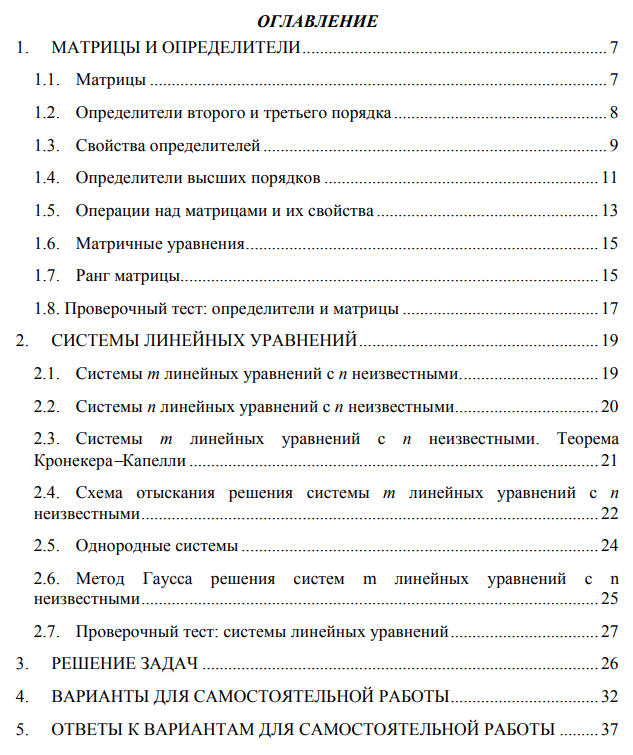 ОГЛАВЛЕНИЕ
1. МАТРИЦЫ И ОПРЕДЕЛИТЕЛИ ........ 7
1.1. Матрицы ........ 7
1.2. Определители второго и третьего порядка ........ 8
1.3. Свойства определителей ........ 9
1.4. Определители высших порядков ........ 11
1.5. Операции над матрицами и их свойства ........ 13
1.6. Матричные уравнения ........ 15
1.7. Ранг матрицы ........ 15
1.8. Проверочный тест: определители и матрицы ........ 17
2. СИСТЕМЫ ЛИНЕЙНЫХ УРАВНЕНИЙ ........ 19
2.1. Системы m линейных уравнений с n неизвестными ........ 19
2.2. Системы n линейных уравнений с n неизвестными ........ 20
2.3. Системы m линейных уравнений с n неизвестными. Теорема
Кронекера–Капелли ........ 21
2.4. Схема отыскания решения системы m линейных уравнений с n
неизвестными ........ 22
2.5. Однородные системы ........ 24
2.6. Метод Гаусса решения систем m линейных уравнений с n
неизвестными ........ 25
2.7. Проверочный тест: системы линейных уравнений ........ 27
3. РЕШЕНИЕ ЗАДАЧ ........ 26
4. ВАРИАНТЫ ДЛЯ САМОСТОЯТЕЛЬНОЙ РАБОТЫ ........ 32
5. ОТВЕТЫ К ВАРИАНТАМ ДЛЯ САМОСТОЯТЕЛЬНОЙ РАБОТЫ ........ 37